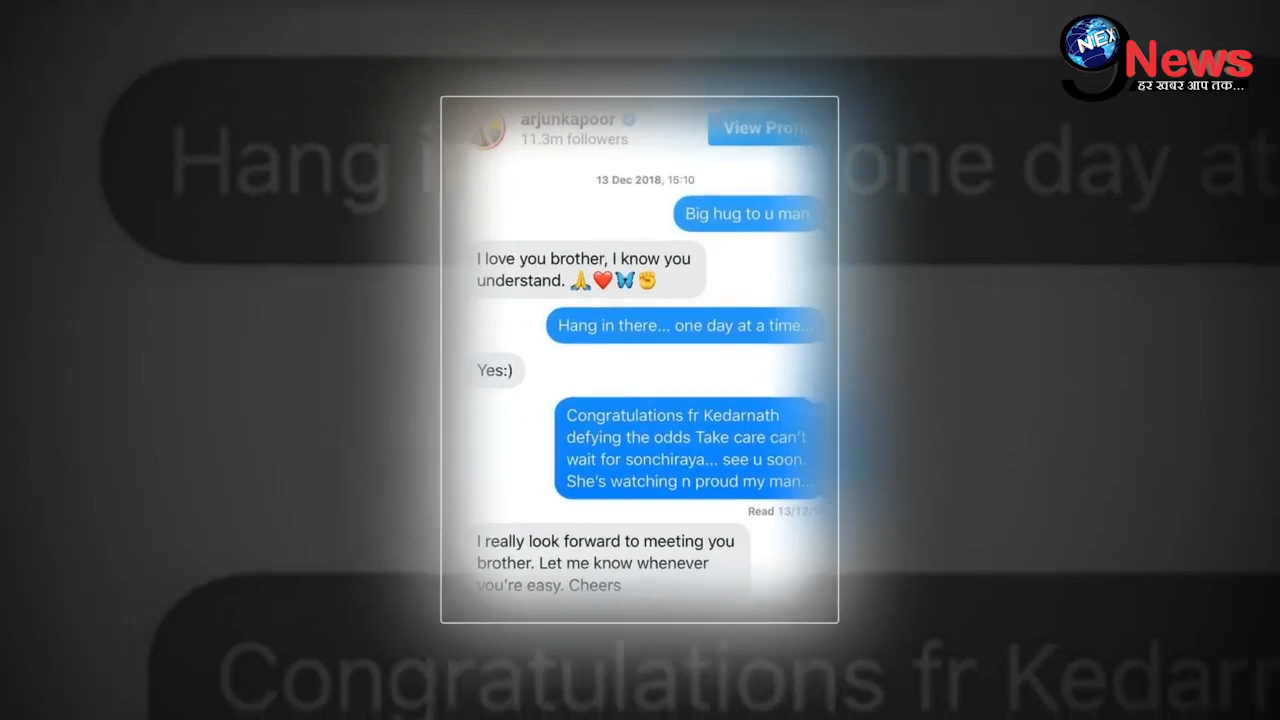 NEX
9 News
हर खबर आप तक...
arjunkapoor
11.3m followers
View Profi
13 Dec 2018, 15:10
Big hug to u man
I love you brother, I know you
understand. 🙏❤️🦋✊
Hang in there... one day at a time...
Yes:)
Congratulations fr Kedarnath
defying the odds Take care can't
wait for sonchiraya... see u soon.
She's watching n proud my man...
Read 13/12/
I really look forward to meeting you
brother. Let me know whenever
you're easy. Cheers
Hang i
one day at
Congratulations fr Kedarn